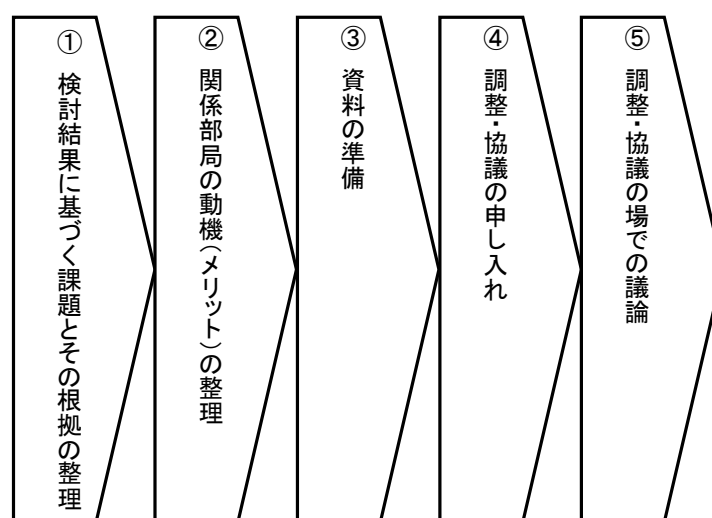 ①
検討結果に基づく課題とその根拠の整理
②
関係部局の動機（メリット）の整理
③
資料の準備
④
調整・協議の申し入れ
⑤
調整・協議の場での議論